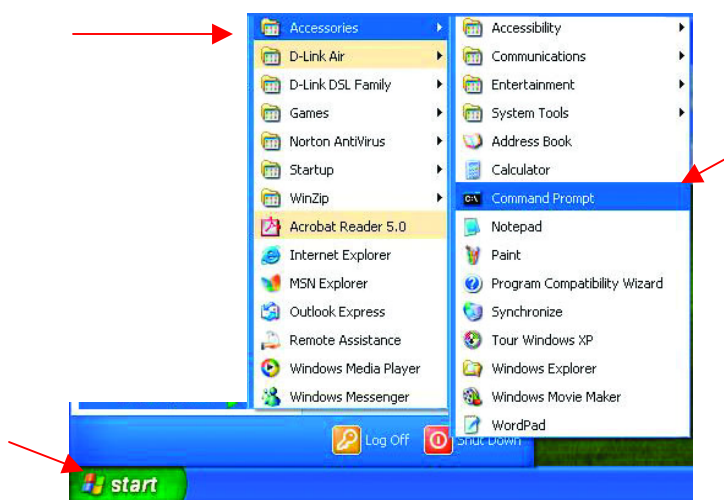 Accessories
D-Link Air
D-Link DSL Family
Games
Norton AntiVirus
Startup
WinZip
Acrobat Reader 5.0
Internet Explorer
MSN Explorer
Outlook Express
Remote Assistance
Windows Media Player
Windows Messenger
Accessibility
Communications
Entertainment
System Tools
Address Book
Calculator
C:\
Command Prompt
Notepad
Paint
Program Compatibility Wizard
Synchronize
Tour Windows XP
Windows Explorer
Windows Movie Maker
WordPad
Log Off
Shut Down
start